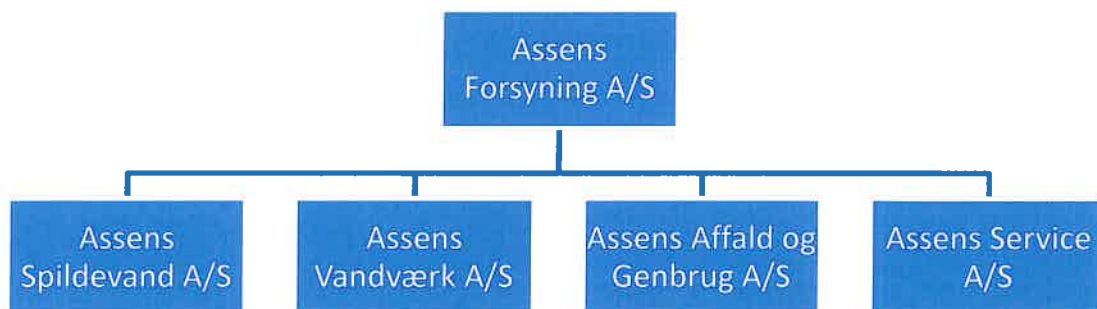 Assens
Forsyning A/S
Assens
Spildevand A/S
Assens
Vandværk A/S
Assens Affald og
Genbrug A/S
Assens Service
A/S